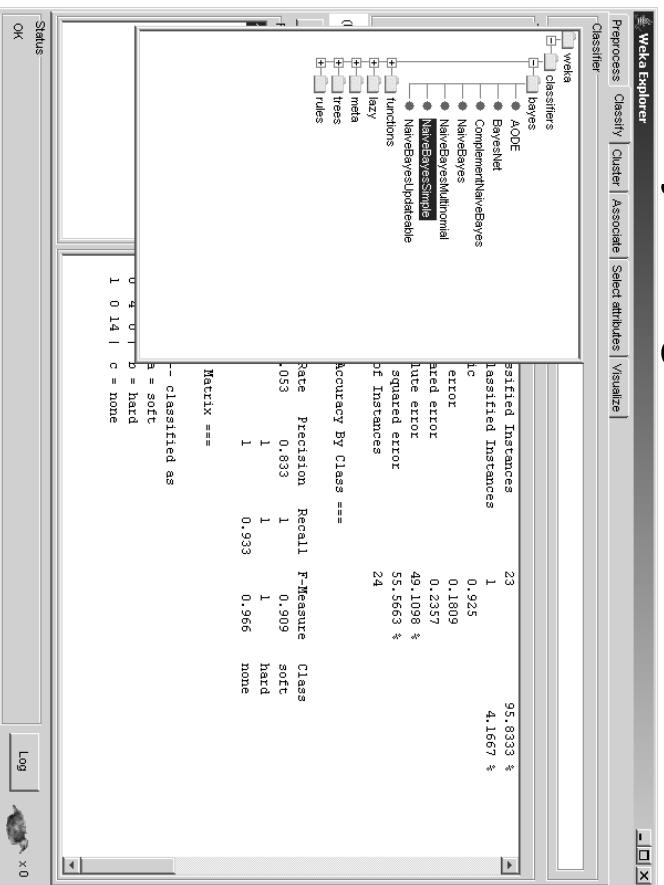 Weka Explorer
Preprocess Classify Cluster Associate Select attributes Visualize
Classifier
weka
classifiers
bayes
AODE
BayesNet
ComplementNaiveBayes
NaiveBayes
NaiveBayesMultinomial
NaiveBayesSimple
NaiveBayesUpdateable
functions
lazy
meta
trees
rules
ssified Instances 23 95.8333 %
lassified Instances 1 4.1667 %
ic 0.925
error 0.1809
ared error 0.2357
lute error 49.1098 %
squared error 55.5663 %
of Instances 24
Accuracy By Class ===
Rate Precision Recall F-Measure Class
.053 0.833 1 0.909 soft
1 1 1 hard
1 0.933 0.966 none
Matrix ===
-- classified as
a = soft
0 4 0 | b = hard
1 0 14 | c = none
Status
OK
Log
x 0